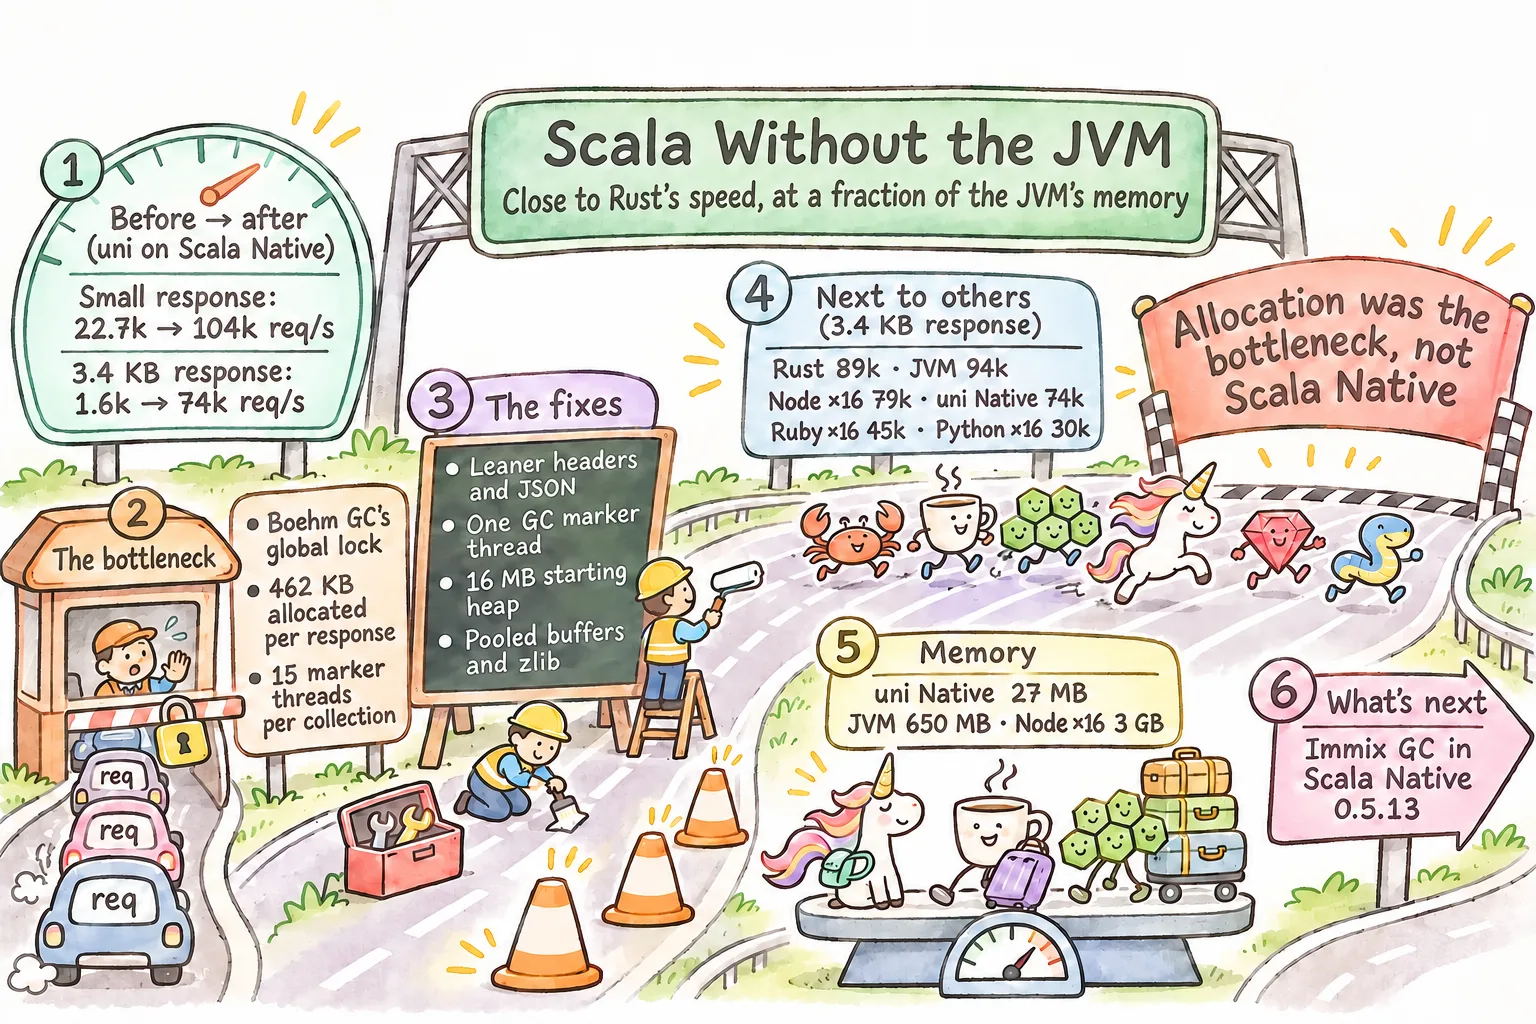 Scala Without the JVM
Close to Rust's speed, at a fraction of the JVM's memory
1
Before → after
(uni on Scala Native)
Small response:
22.7k → 104k req/s
3.4 KB response:
1.6k → 74k req/s
2
The bottleneck
• Boehm GC's
global lock
• 462 KB
allocated
per response
• 15 marker
threads
per collection
req
req
req
3
The fixes
• Leaner headers
and JSON
• One GC marker
thread
• 16 MB starting
heap
• Pooled buffers
and zlib
4
Next to others
(3.4 KB response)
Rust 89k · JVM 94k
Node ×16 79k · uni Native 74k
Ruby ×16 45k · Python ×16 30k
Allocation was the
bottleneck, not
Scala Native
5
Memory
uni Native 27 MB
JVM 650 MB · Node ×16 3 GB
6
What's next
Immix GC in
Scala Native
0.5.13